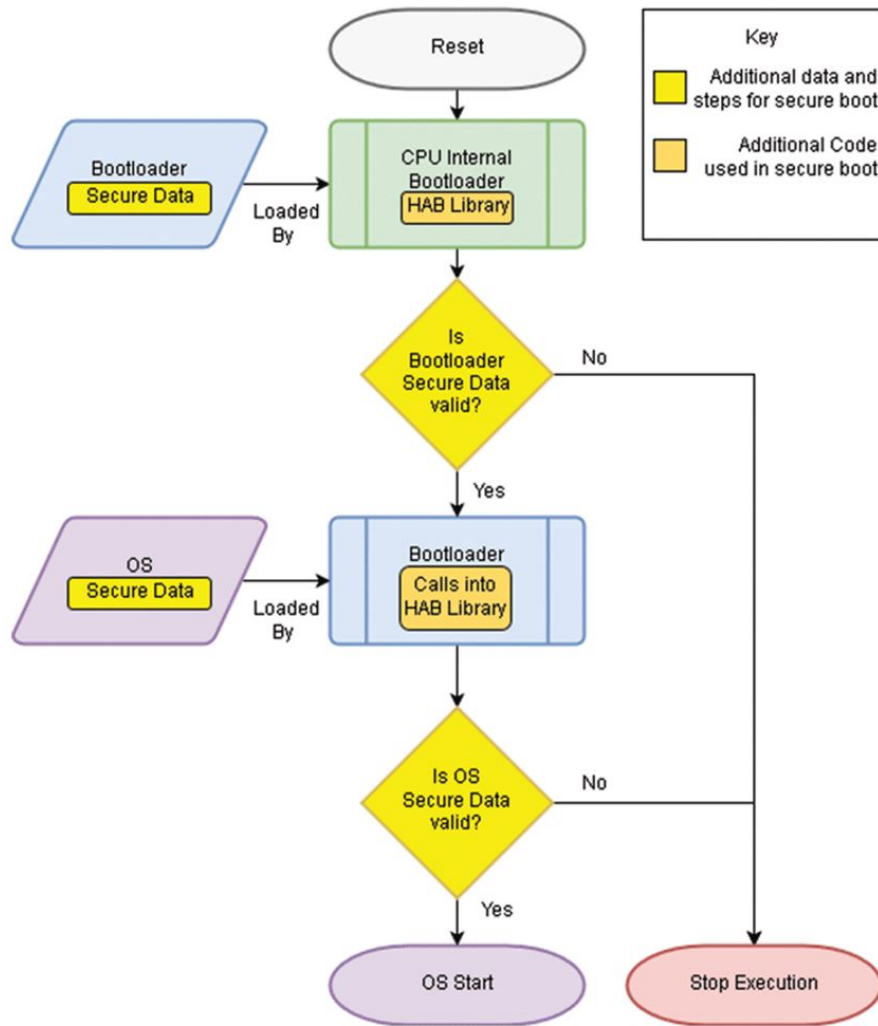 Reset
Key
Additional data and
steps for secure boot
Additional Code
used in secure boot
Bootloader
Secure Data
Loaded
By
CPU Internal
Bootloader
HAB Library
Is
Bootloader
Secure Data
valid?
No
Yes
OS
Secure Data
Loaded
By
Bootloader
Calls into
HAB Library
Is OS
Secure Data
valid?
No
Yes
OS Start
Stop Execution